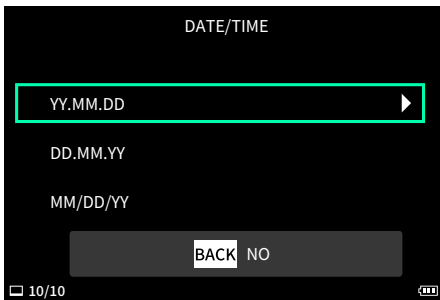 DATE/TIME
YY.MM.DD
DD.MM.YY
MM/DD/YY
BACK NO
10/10